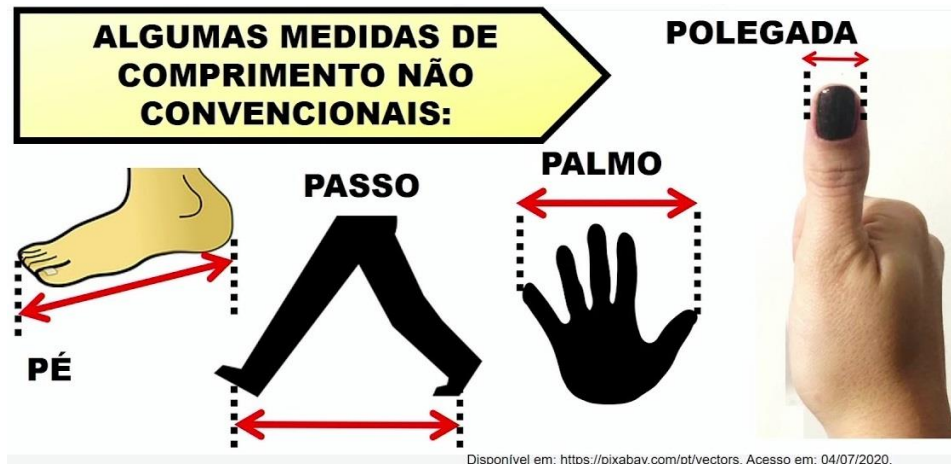 ALGUMAS MEDIDAS DE
COMPRIMENTO NÃO
CONVENCIONAIS:
POLEGADA
PASSO
PALMO
PÉ
Disponível em: https://pixabay.com/pt/vectors. Acesso em: 04/07/2020.